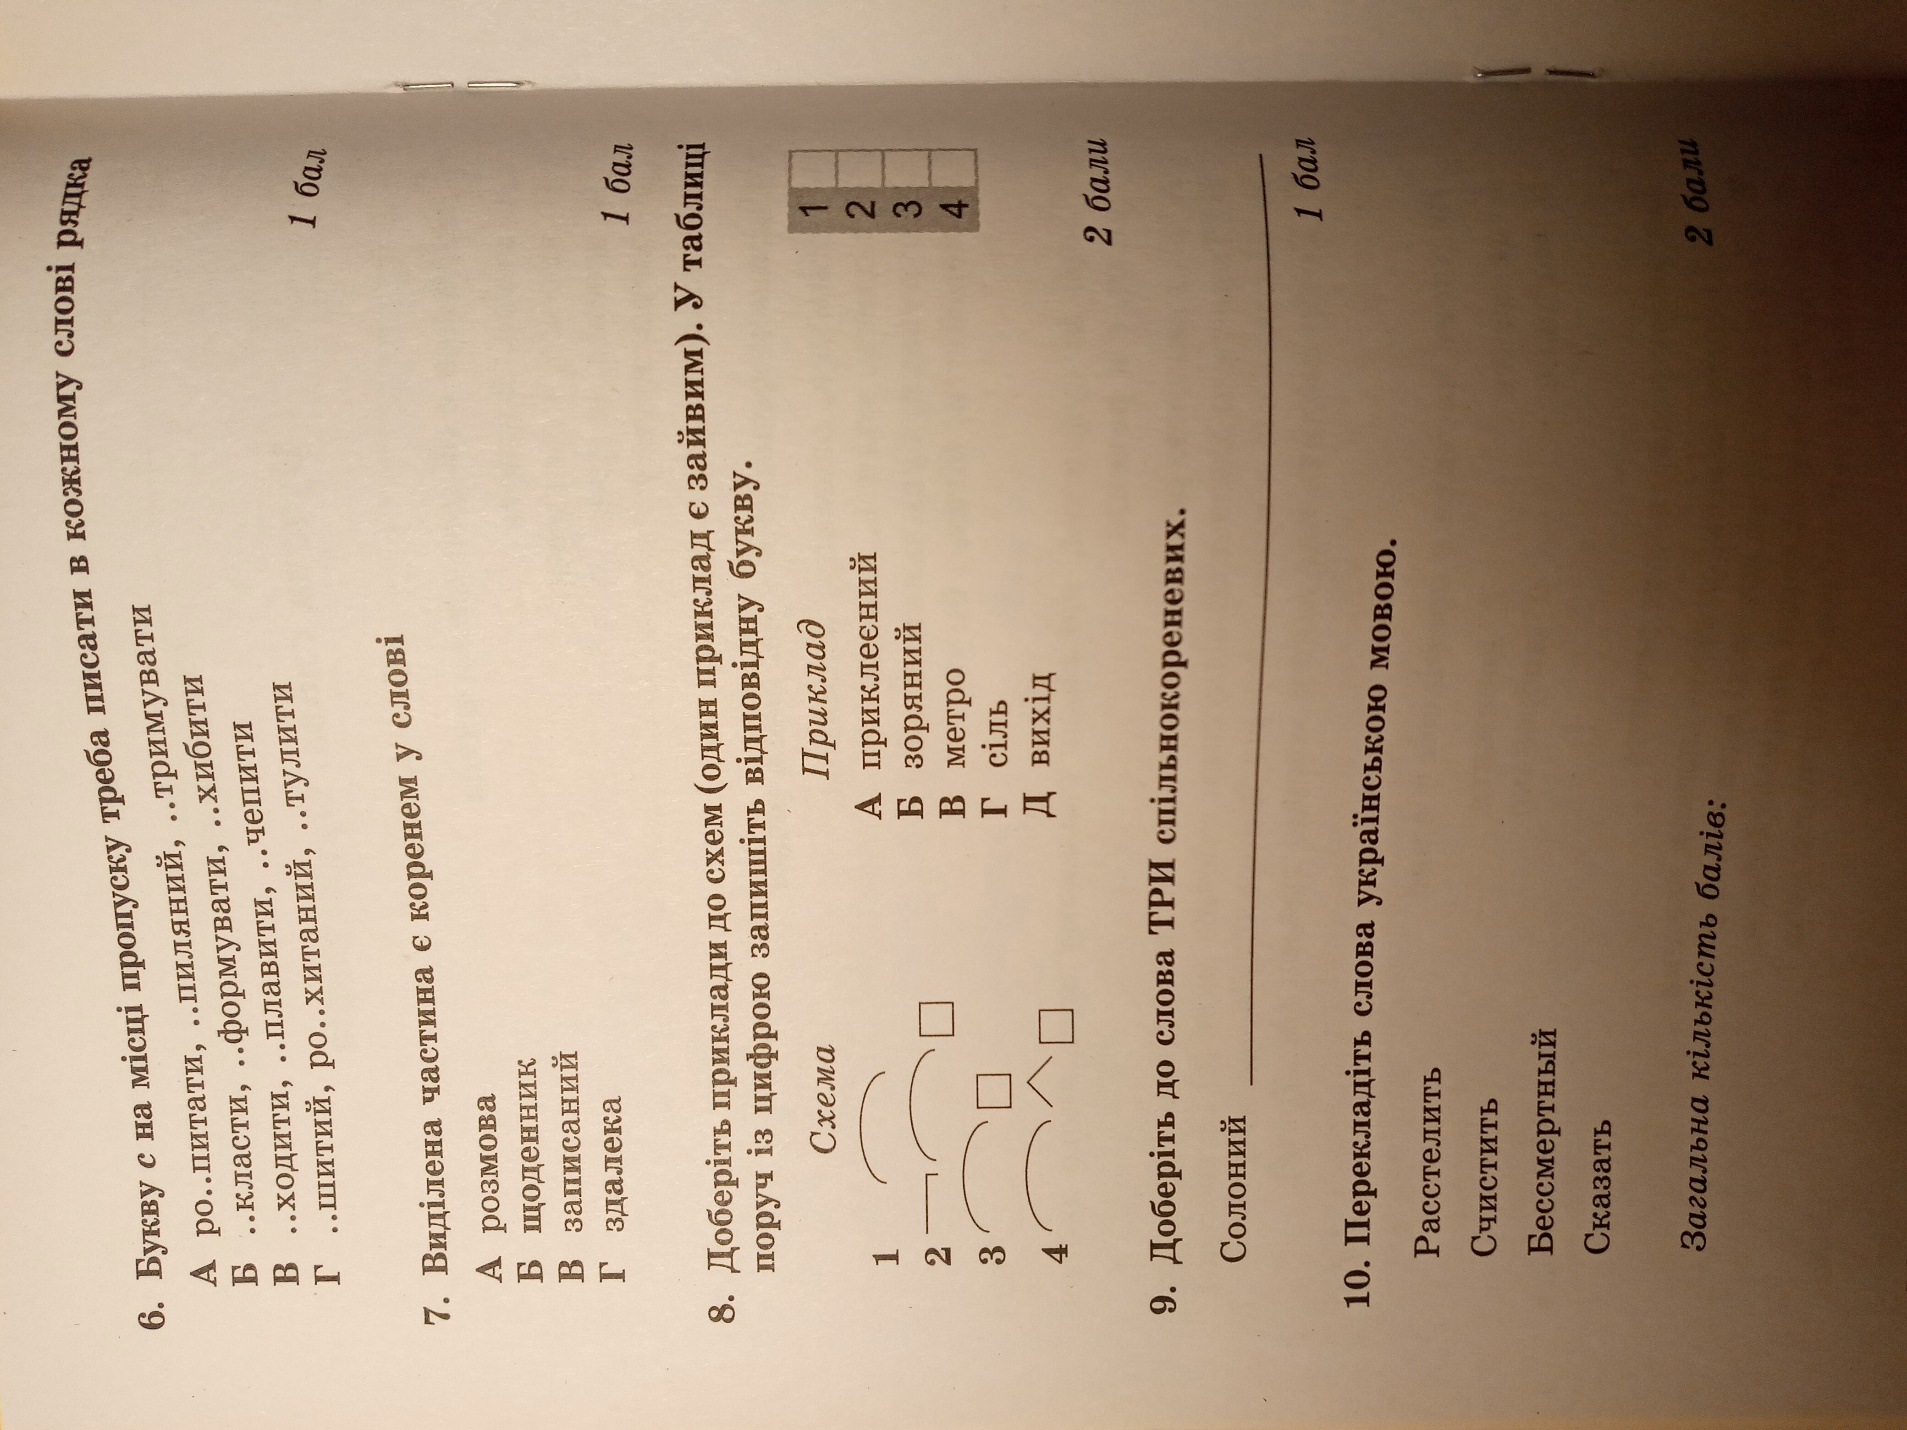 6. Букву с на місці пропуску треба писати в кожному слові рядка
А ро..питати, ..пиляний, ..тримувати
Б ..класти, ..формувати, ..хибити
В ..ходити, ..плавити, ..чепити
Г ..шитий, ро..хитаний, ..тулити
1 бал
7. Виділена частина є коренем у слові
А розмова
Б щоденник
В записаний
Г здалека
1 бал
8. Доберіть приклади до схем (один приклад є зайвим). У таблиці
поруч із цифрою запишіть відповідну букву.
Схема Приклад
1 А приклеєний 1
2 Б зоряний 2
3 В метро 3
4 Г сіль 4
Д вихід
2 бали
9. Доберіть до слова ТРИ спільнокореневих.
Солоний
1 бал
10. Перекладіть слова українською мовою.
Расстелить
Счистить
Бессмертный
Сказать
2 бали
Загальна кількість балів: